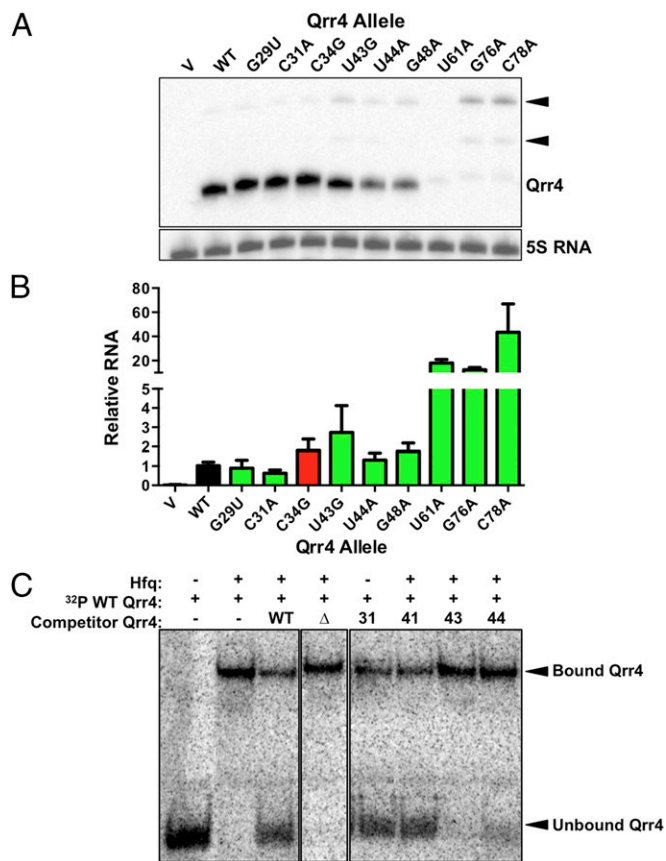 A
Qrr4 Allele
V WT G29U C31A C34G U43G U44A G48A U61A G76A C78A
Qrr4
5S RNA
B
Relative RNA
80
60
40
20
5
4
3
2
1
0
V WT G29U C31A C34G U43G U44A G48A U61A G76A C78A
Qrr4 Allele
C
Hfq: - + + + - + + +
³²P WT Qrr4: + + + + + + + +
Competitor Qrr4: - - WT Δ 31 41 43 44
Bound Qrr4
Unbound Qrr4